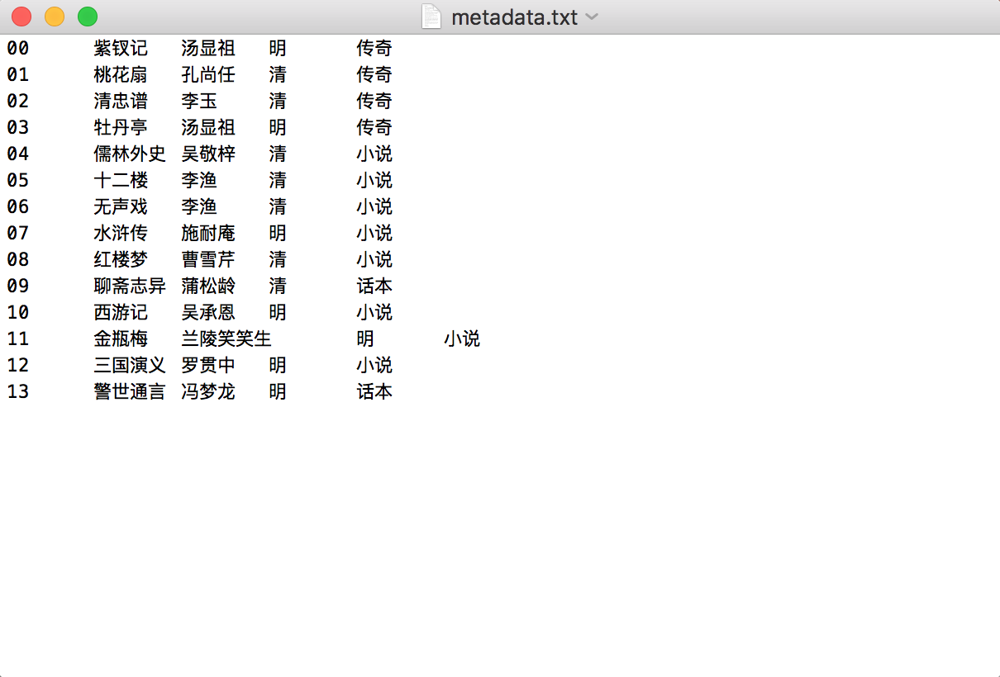 metadata.txt
00 紫钗记 汤显祖 明 传奇
01 桃花扇 孔尚任 清 传奇
02 清忠谱 李玉 清 传奇
03 牡丹亭 汤显祖 明 传奇
04 儒林外史 吴敬梓 清 小说
05 十二楼 李渔 清 小说
06 无声戏 李渔 清 小说
07 水浒传 施耐庵 明 小说
08 红楼梦 曹雪芹 清 小说
09 聊斋志异 蒲松龄 清 话本
10 西游记 吴承恩 明 小说
11 金瓶梅 兰陵笑笑生 明 小说
12 三国演义 罗贯中 明 小说
13 警世通言 冯梦龙 明 话本